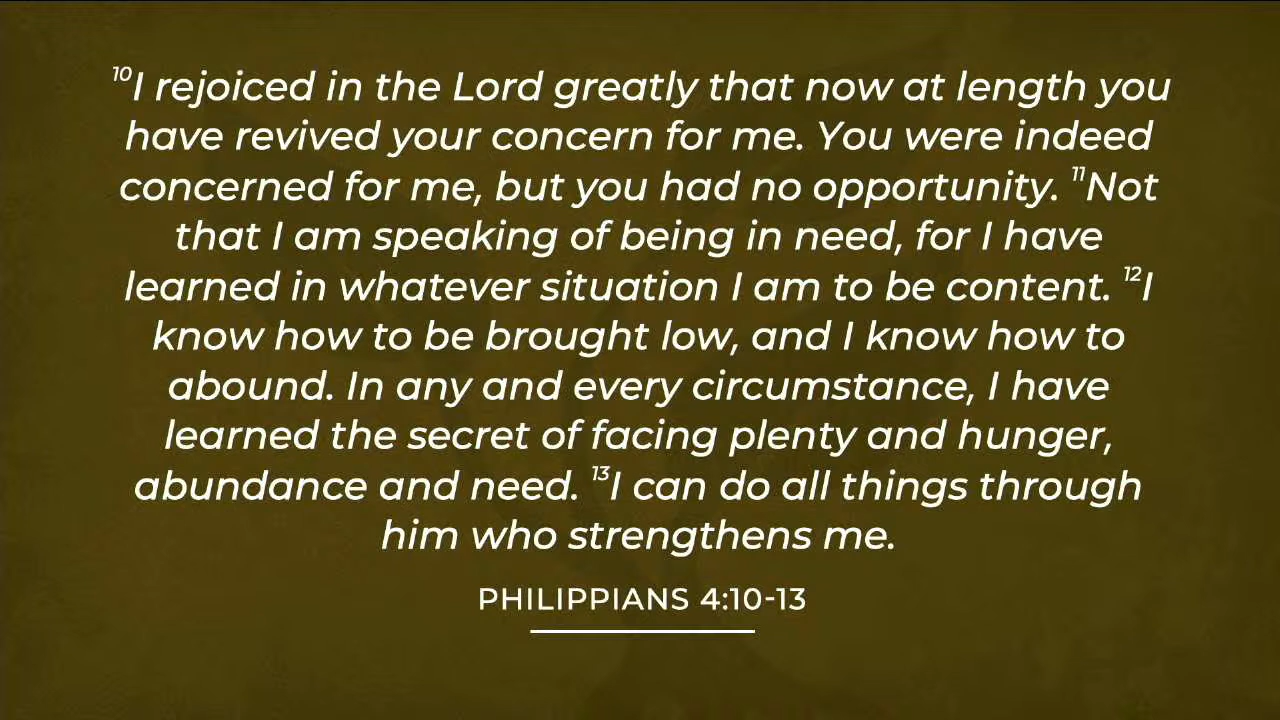 ¹⁰I rejoiced in the Lord greatly that now at length you
have revived your concern for me. You were indeed
concerned for me, but you had no opportunity. ¹¹Not
that I am speaking of being in need, for I have
learned in whatever situation I am to be content. ¹²I
know how to be brought low, and I know how to
abound. In any and every circumstance, I have
learned the secret of facing plenty and hunger,
abundance and need. ¹³I can do all things through
him who strengthens me.
PHILIPPIANS 4:10-13